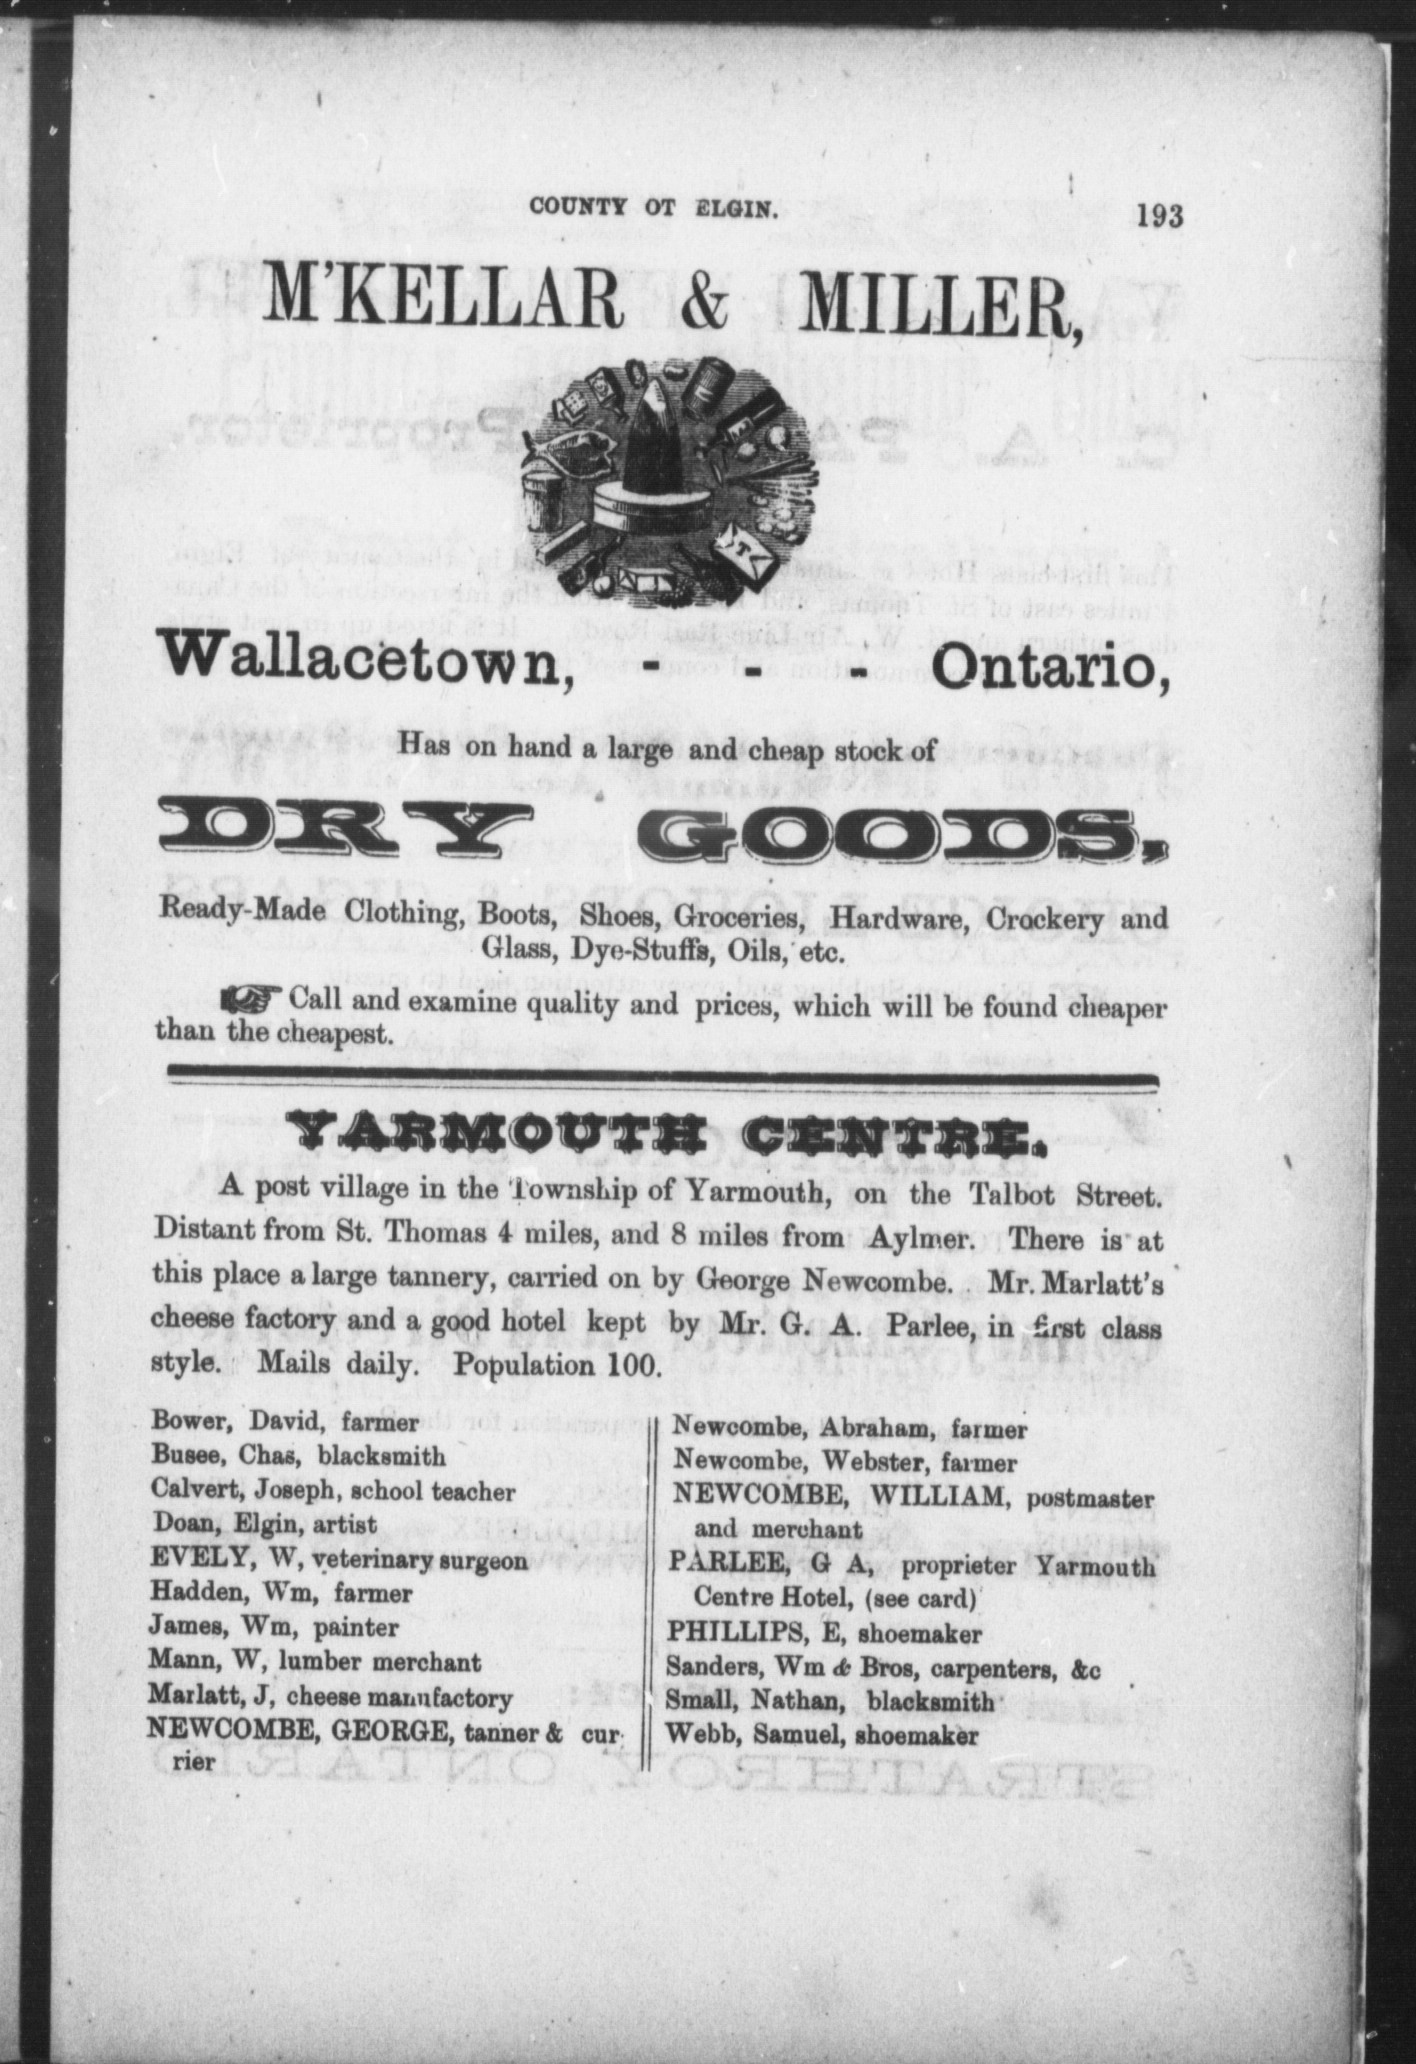 COUNTY OT ELGIN.
193
M'KELLAR & MILLER,
T
Wallacetown, - - - Ontario,
Has on hand a large and cheap stock of
DRY GOODS,
Ready-Made Clothing, Boots, Shoes, Groceries, Hardware, Crockery and
Glass, Dye-Stuffs, Oils, etc.
☞ Call and examine quality and prices, which will be found cheaper
than the cheapest.
YARMOUTH CENTRE.
A post village in the Township of Yarmouth, on the Talbot Street.
Distant from St. Thomas 4 miles, and 8 miles from Aylmer. There is at
this place a large tannery, carried on by George Newcombe. Mr. Marlatt's
cheese factory and a good hotel kept by Mr. G. A. Parlee, in first class
style. Mails daily. Population 100.
Bower, David, farmer
Busee, Chas, blacksmith
Calvert, Joseph, school teacher
Doan, Elgin, artist
EVELY, W, veterinary surgeon
Hadden, Wm, farmer
James, Wm, painter
Mann, W, lumber merchant
Marlatt, J, cheese manufactory
NEWCOMBE, GEORGE, tanner & cur
rier
Newcombe, Abraham, farmer
Newcombe, Webster, farmer
NEWCOMBE, WILLIAM, postmaster
and merchant
PARLEE, G A, proprieter Yarmouth
Centre Hotel, (see card)
PHILLIPS, E, shoemaker
Sanders, Wm & Bros, carpenters, &c
Small, Nathan, blacksmith
Webb, Samuel, shoemaker